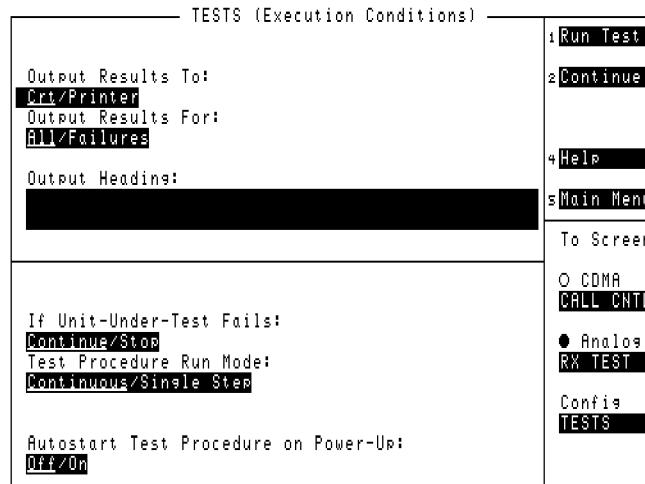 TESTS (Execution Conditions)
Output Results To:
Crt/Printer
Output Results For:
All/Failures
Output Heading:
If Unit-Under-Test Fails:
Continue/Stop
Test Procedure Run Mode:
Continuous/Single Step
Autostart Test Procedure on Power-Up:
Off/On
1 Run Test
2 Continue
4 Help
5 Main Menu
To Screen
CDMA
CALL CNTL
Analog
RX TEST
Config
TESTS